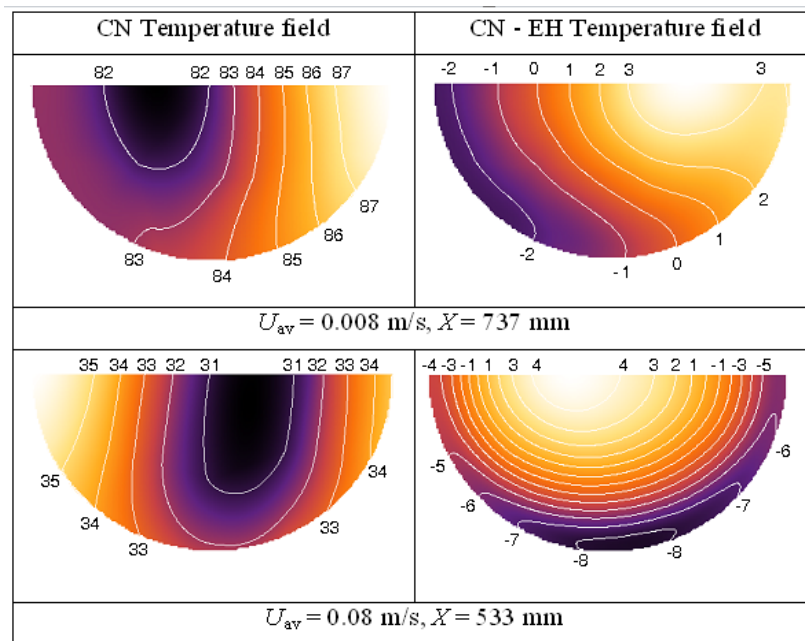 CN Temperature field CN - EH Temperature field
82 82 83 84 85 86 87 -2 -1 0 1 2 3 3
87 2
86 1
83 85 -2 0
84 -1
U_av = 0.008 m/s, X = 737 mm
35 34 33 32 31 31 32 33 34 -4 -3 -1 1 3 4 4 3 2 1 -1 -3 -5
34 -6
35 -5
34 33 -6 -7
33 -7 -8 -8
U_av = 0.08 m/s, X = 533 mm